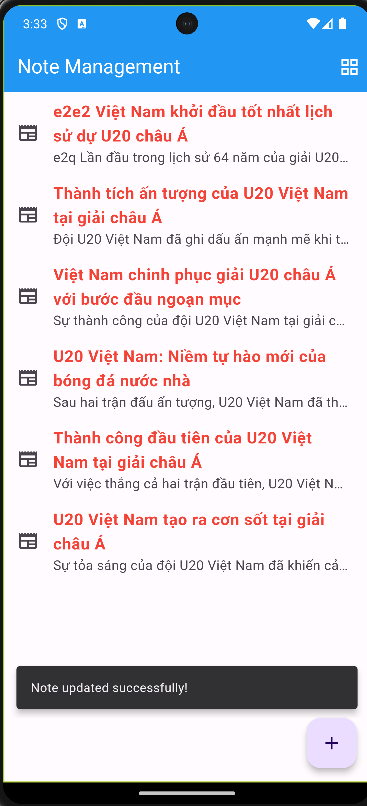 3:33
Note Management
e2e2 Việt Nam khởi đầu tốt nhất lịch
sử dự U20 châu Á
e2q Lần đầu trong lịch sử 64 năm của giải U20...
Thành tích ấn tượng của U20 Việt Nam
tại giải châu Á
Đội U20 Việt Nam đã ghi dấu ấn mạnh mẽ khi t...
Việt Nam chinh phục giải U20 châu Á
với bước đầu ngoạn mục
Sự thành công của đội U20 Việt Nam tại giải c...
U20 Việt Nam: Niềm tự hào mới của
bóng đá nước nhà
Sau hai trận đấu ấn tượng, U20 Việt Nam đã th...
Thành công đầu tiên của U20 Việt
Nam tại giải châu Á
Với việc thắng cả hai trận đầu tiên, U20 Việt N...
U20 Việt Nam tạo ra cơn sốt tại giải
châu Á
Sự tỏa sáng của đội U20 Việt Nam đã khiến cả...
Note updated successfully!